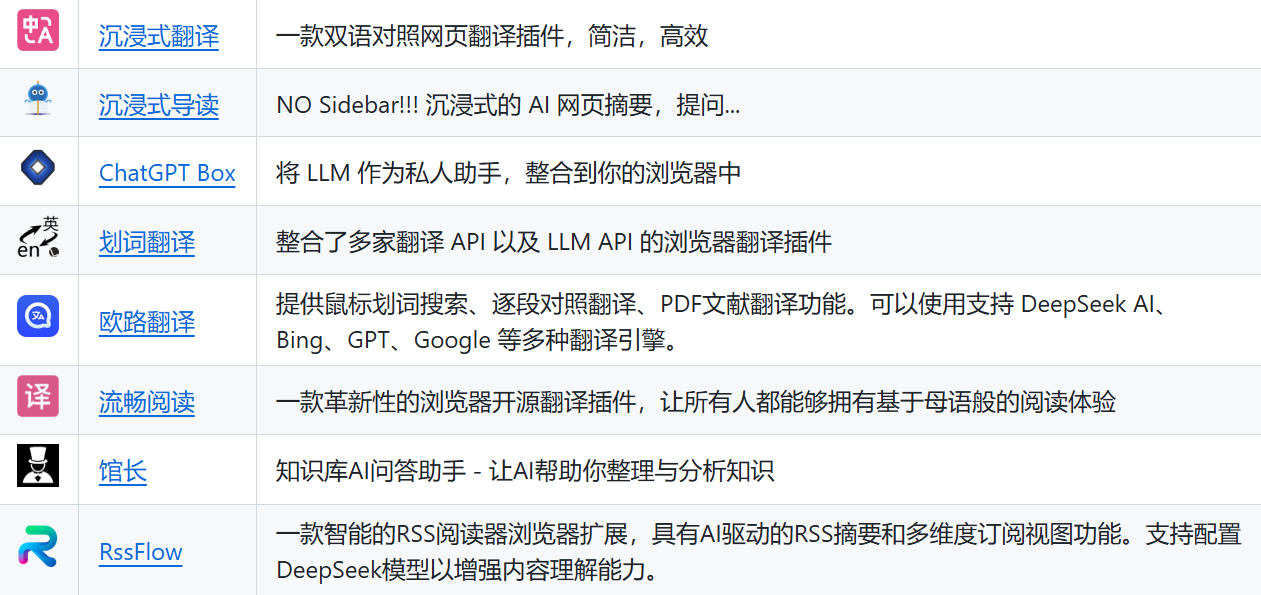 中 A
沉浸式翻译
一款双语对照网页翻译插件，简洁，高效
沉浸式导读
NO Sidebar!!! 沉浸式的 AI 网页摘要，提问...
ChatGPT Box
将 LLM 作为私人助手，整合到你的浏览器中
英
en
划词翻译
整合了多家翻译 API 以及 LLM API 的浏览器翻译插件
欧路翻译
提供鼠标划词搜索、逐段对照翻译、PDF文献翻译功能。可以使用支持 DeepSeek AI、
Bing、GPT、Google 等多种翻译引擎。
译
流畅阅读
一款革新性的浏览器开源翻译插件，让所有人都能够拥有基于母语般的阅读体验
馆长
知识库AI问答助手 - 让AI帮助你整理与分析知识
RssFlow
一款智能的RSS阅读器浏览器扩展，具有AI驱动的RSS摘要和多维度订阅视图功能。支持配置
DeepSeek模型以增强内容理解能力。